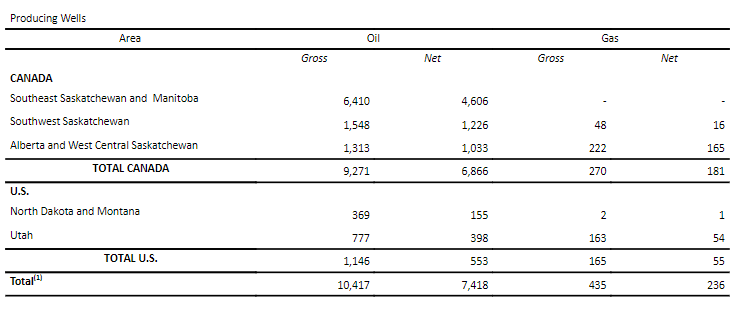 Producing Wells
Area Oil Gas
Gross Net Gross Net
CANADA
Southeast Saskatchewan and Manitoba 6,410 4,606 - -
Southwest Saskatchewan 1,548 1,226 48 16
Alberta and West Central Saskatchewan 1,313 1,033 222 165
TOTAL CANADA 9,271 6,866 270 181
U.S.
North Dakota and Montana 369 155 2 1
Utah 777 398 163 54
TOTAL U.S. 1,146 553 165 55
Total(1) 10,417 7,418 435 236